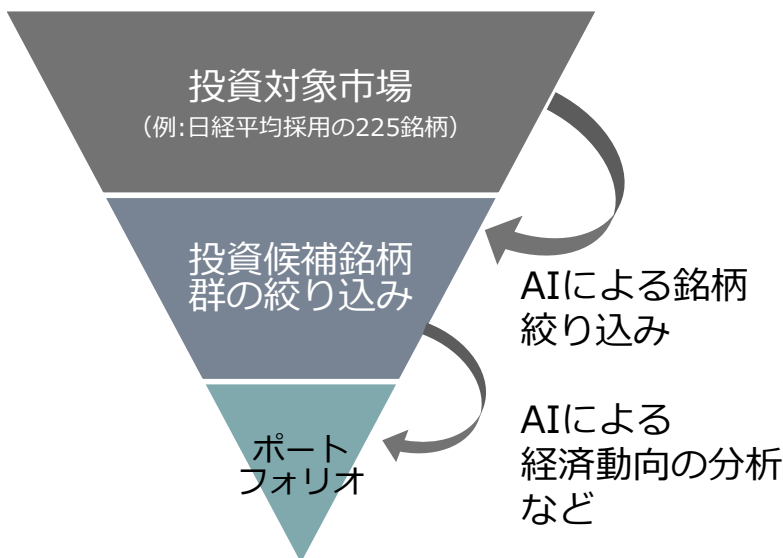 投資対象市場
（例:日経平均採用の225銘柄）
投資候補銘柄
群の絞り込み
AIによる銘柄
絞り込み
ポート
フォリオ
AIによる
経済動向の分析
など